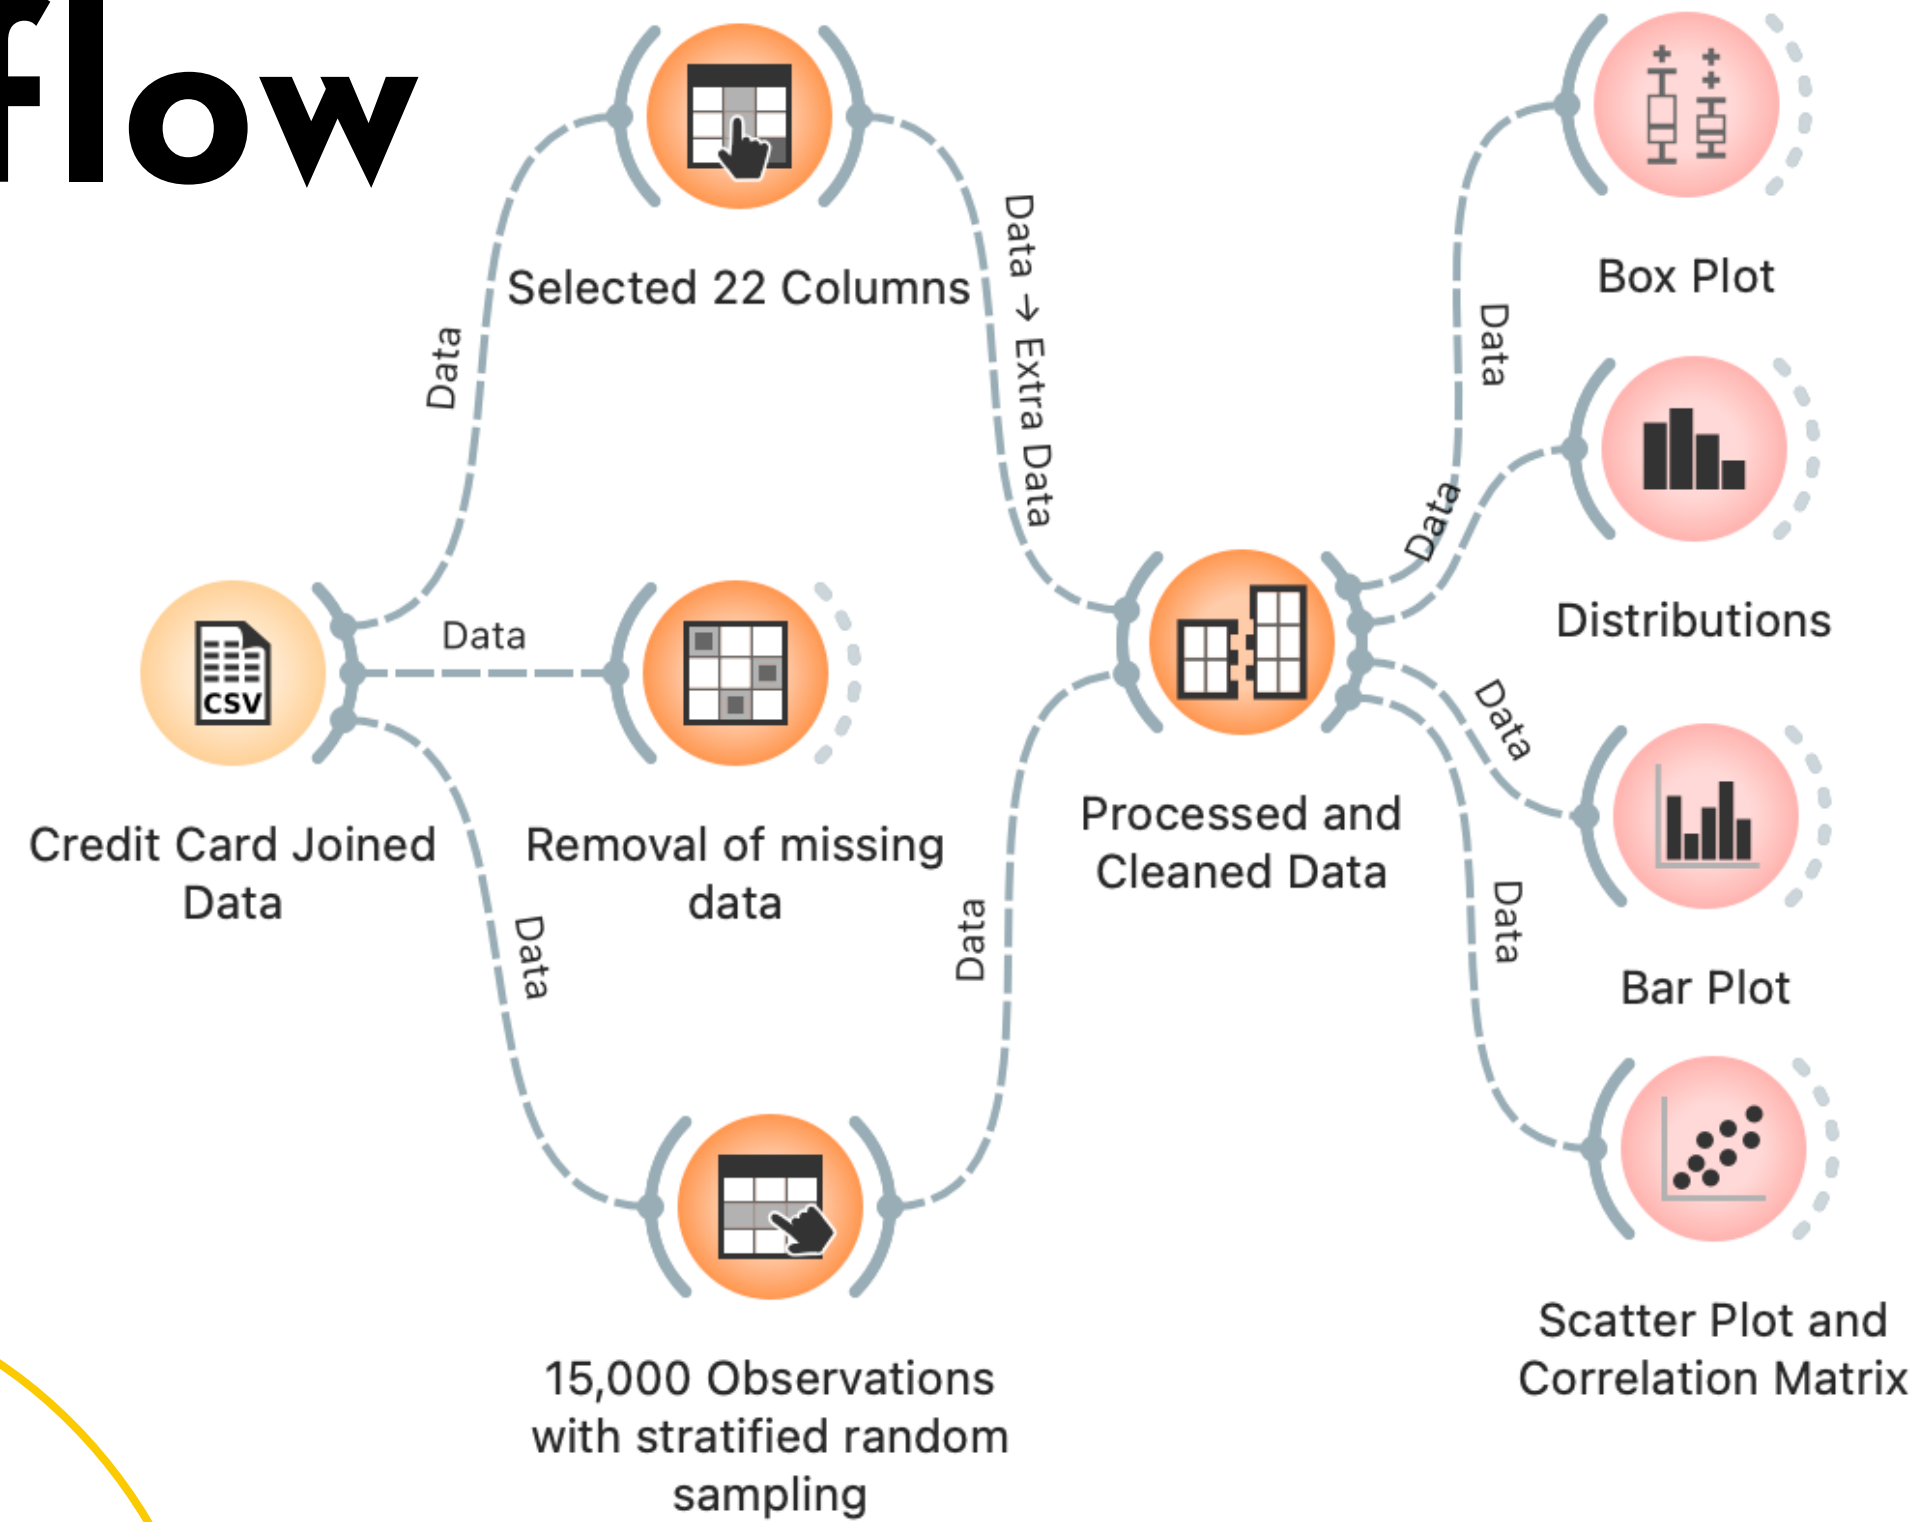 flow
Selected 22 Columns
Data
Data → Extra Data
Data
CSV
Credit Card Joined
Data
Removal of missing
data
Data
Data
15,000 Observations
with stratified random
sampling
Processed and
Cleaned Data
Data
Box Plot
Data
Distributions
Data
Bar Plot
Data
Scatter Plot and
Correlation Matrix